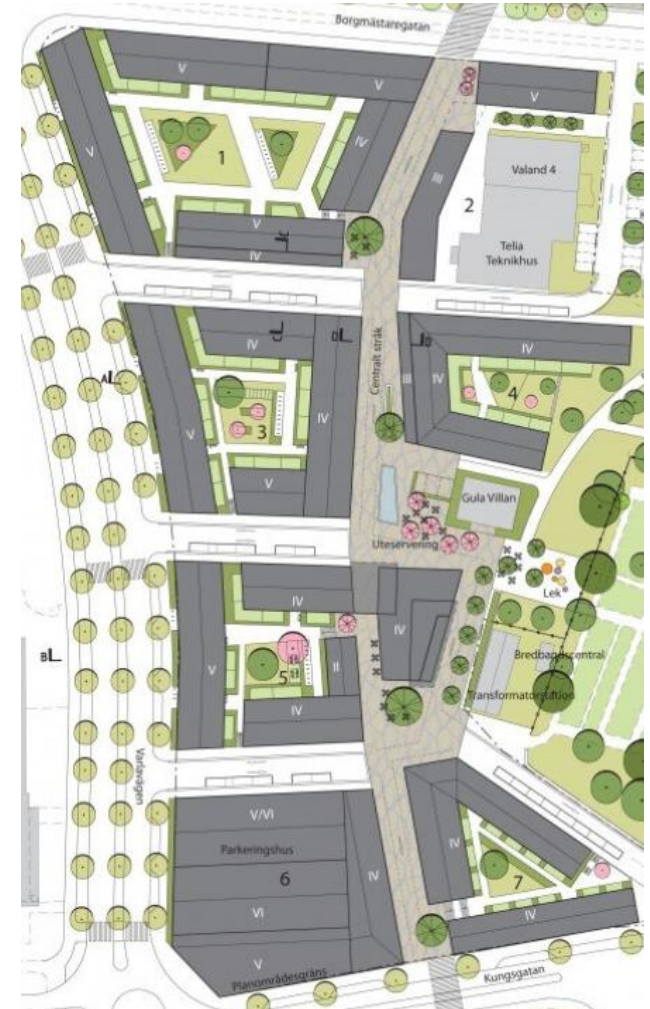 Borgmästaregatan
V
V
V
V
IV
III
Valand 4
1
2
V
IV
C
Telia
Teknikhus
C
D
D
IV
IV
Centralt stråk
A
IV
III
IV
4
3
V
V
Gula Villan
Uteservering
IV
IV
Lek
B
V
II
5
Bredbandscentral
Transformatorstation
IV
Varlavägen
V/VI
Parkeringshus
IV
IV
6
7
VI
IV
V
Planområdesgräns
Kungsgatan